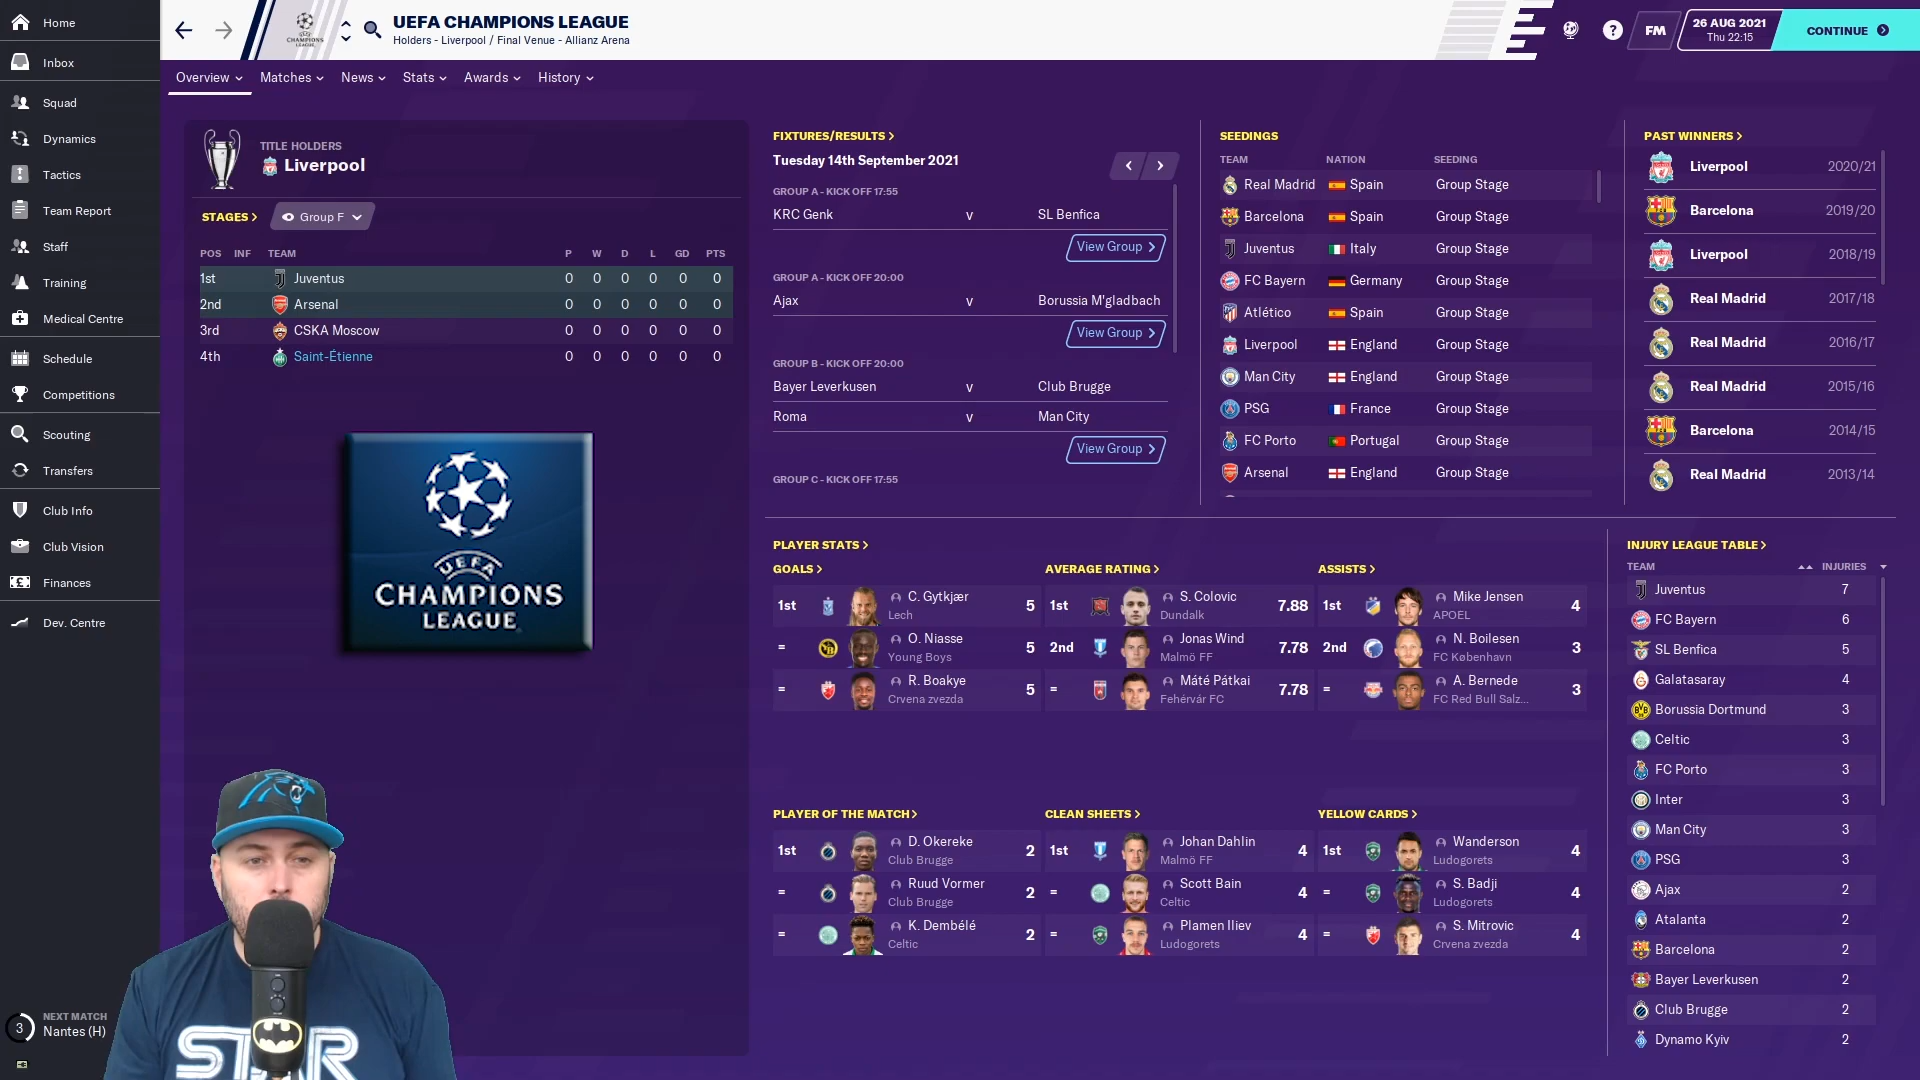 Home
Inbox
Squad
Dynamics
Tactics
Team Report
Staff
Training
Medical Centre
Schedule
Competitions
Scouting
Transfers
Club Info
Club Vision
Finances
Dev. Centre
3 NEXT MATCH
Nantes (H)
CHAMPIONS LEAGUE
UEFA CHAMPIONS LEAGUE
Holders - Liverpool / Final Venue - Allianz Arena
? FM
26 AUG 2021
Thu 22:15
CONTINUE
Overview Matches News Stats Awards History
TITLE HOLDERS
Liverpool
STAGES > Group F
POS INF TEAM P W D L GD PTS
1st Juventus 0 0 0 0 0 0
2nd Arsenal 0 0 0 0 0 0
3rd CSKA Moscow 0 0 0 0 0 0
4th Saint-Étienne 0 0 0 0 0 0
UEFA
CHAMPIONS
LEAGUE
STAR
FIXTURES/RESULTS >
Tuesday 14th September 2021
GROUP A - KICK OFF 17:55
KRC Genk v SL Benfica
View Group >
GROUP A - KICK OFF 20:00
Ajax v Borussia M'gladbach
View Group >
GROUP B - KICK OFF 20:00
Bayer Leverkusen v Club Brugge
Roma v Man City
View Group >
GROUP C - KICK OFF 17:55
SEEDINGS
TEAM NATION SEEDING
Real Madrid Spain Group Stage
Barcelona Spain Group Stage
Juventus Italy Group Stage
FC Bayern Germany Group Stage
Atlético Spain Group Stage
Liverpool England Group Stage
Man City England Group Stage
PSG France Group Stage
FC Porto Portugal Group Stage
Arsenal England Group Stage
PAST WINNERS >
Liverpool 2020/21
Barcelona 2019/20
Liverpool 2018/19
Real Madrid 2017/18
Real Madrid 2016/17
Real Madrid 2015/16
Barcelona 2014/15
Real Madrid 2013/14
PLAYER STATS >
GOALS >
1st C. Gytkjær 5
Lech
= O. Niasse 5
Young Boys
= R. Boakye 5
Crvena zvezda
AVERAGE RATING >
1st S. Colovic 7.88
Dundalk
2nd Jonas Wind 7.78
Malmö FF
= Máté Pátkai 7.78
Fehérvár FC
ASSISTS >
1st Mike Jensen 4
APOEL
2nd N. Boilesen 3
FC København
= A. Bernede 3
FC Red Bull Salz...
PLAYER OF THE MATCH >
1st D. Okereke 2
Club Brugge
= Ruud Vormer 2
Club Brugge
= K. Dembélé 2
Celtic
CLEAN SHEETS >
1st Johan Dahlin 4
Malmö FF
= Scott Bain 4
Celtic
= Plamen Iliev 4
Ludogorets
YELLOW CARDS >
1st Wanderson 4
Ludogorets
= S. Badji 4
Ludogorets
= S. Mitrovic 4
Crvena zvezda
INJURY LEAGUE TABLE >
TEAM INJURIES
Juventus 7
FC Bayern 6
SL Benfica 5
Galatasaray 4
Borussia Dortmund 3
Celtic 3
FC Porto 3
Inter 3
Man City 3
PSG 3
Ajax 2
Atalanta 2
Barcelona 2
Bayer Leverkusen 2
Club Brugge 2
Dynamo Kyiv 2